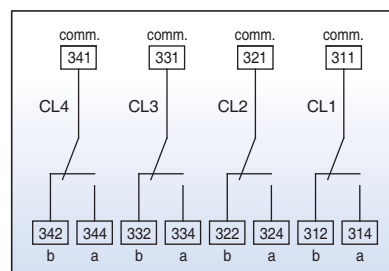 comm. comm. comm. comm.
341 331 321 311
CL4 CL3 CL2 CL1
342 344 332 334 322 324 312 314
b a b a b a b a